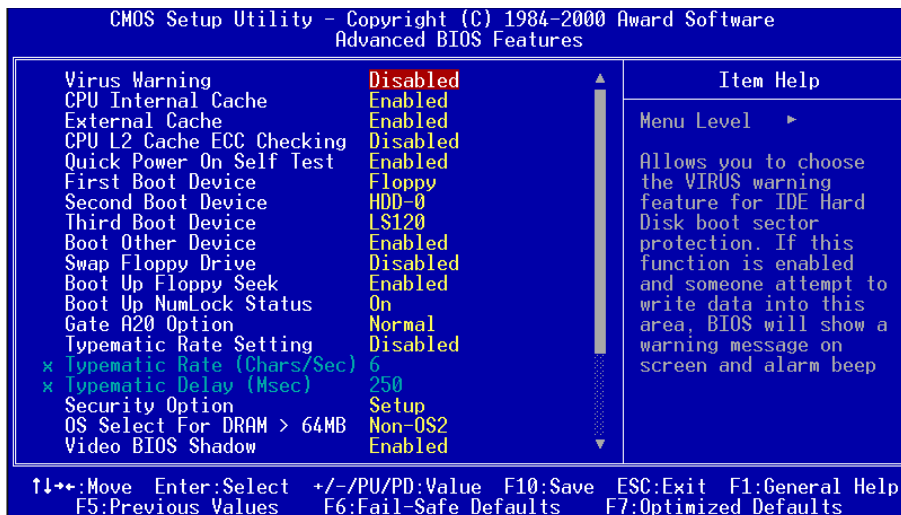 CMOS Setup Utility - Copyright (C) 1984-2000 Award Software
Advanced BIOS Features
Virus Warning Disabled
CPU Internal Cache Enabled
External Cache Enabled
CPU L2 Cache ECC Checking Disabled
Quick Power On Self Test Enabled
First Boot Device Floppy
Second Boot Device HDD-0
Third Boot Device LS120
Boot Other Device Enabled
Swap Floppy Drive Disabled
Boot Up Floppy Seek Enabled
Boot Up NumLock Status On
Gate A20 Option Normal
Typematic Rate Setting Disabled
x Typematic Rate (Chars/Sec) 6
x Typematic Delay (Msec) 250
Security Option Setup
OS Select For DRAM > 64MB Non-OS2
Video BIOS Shadow Enabled
Item Help
Menu Level ►
Allows you to choose
the VIRUS warning
feature for IDE Hard
Disk boot sector
protection. If this
function is enabled
and someone attempt to
write data into this
area, BIOS will show a
warning message on
screen and alarm beep
↑↓→←:Move Enter:Select +/-/PU/PD:Value F10:Save ESC:Exit F1:General Help
F5:Previous Values F6:Fail-Safe Defaults F7:Optimized Defaults